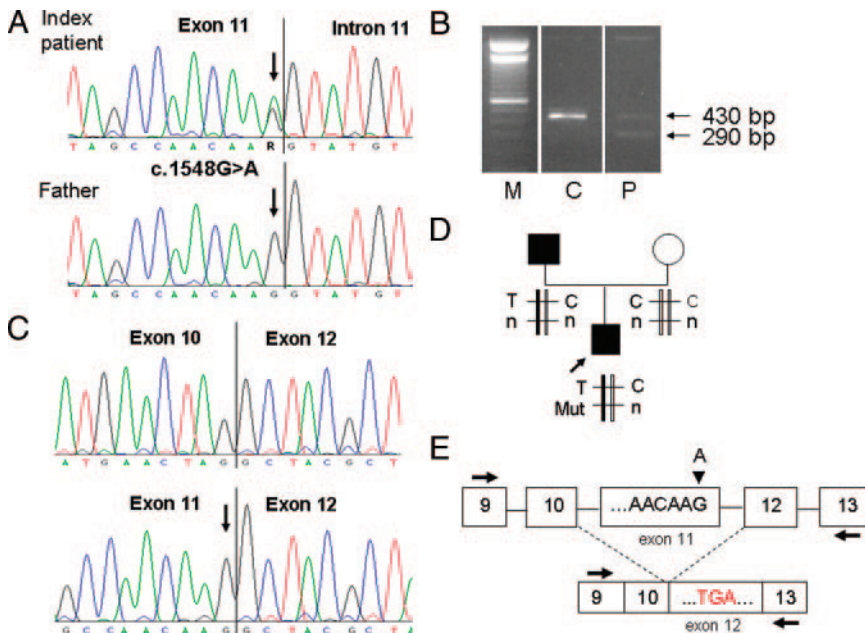 A
Index patient
Exon 11
Intron 11
T A G C C A A C A A R G T A T G T
c.1548G>A
Father
T A G C C A A C A A G G T A T G T
B
430 bp
290 bp
M C P
C
Exon 10
Exon 12
A T G A A C T A G G C T A C G C T
Exon 11
Exon 12
G C C A A C A A G G C T A C G C T
D
T C
n n
C C
n n
T C
Mut n
E
A
9 10 ...AACAAG 12 13
exon 11
9 10 ...TGA... 13
exon 12